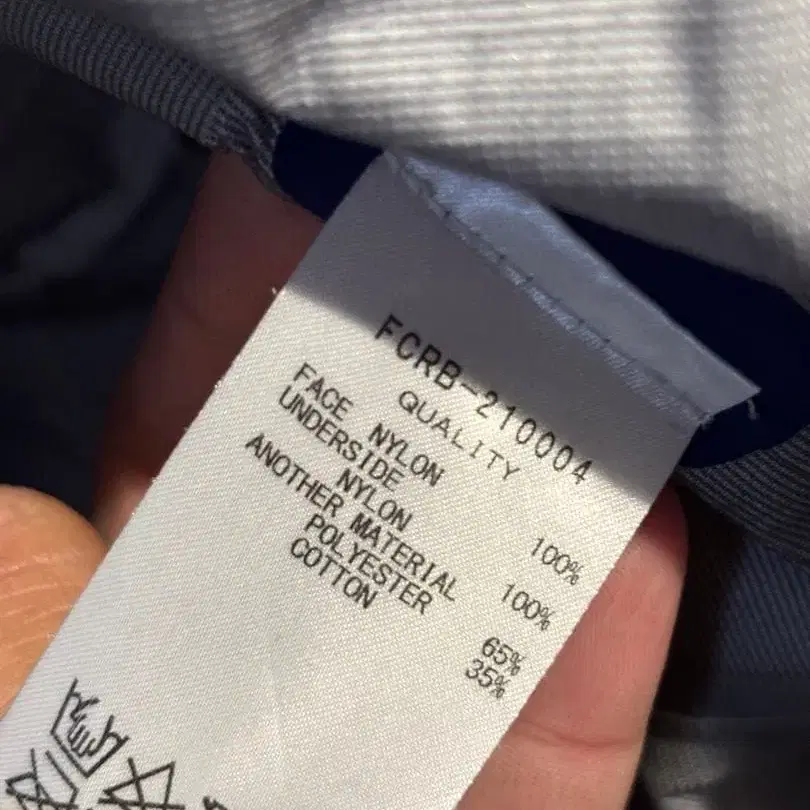 FCRB-210004
QUALITY
FACE NYLON 100%
UNDERSIDE
NYLON 100%
ANOTHER MATERIAL
POLYESTER 65%
COTTON 35%